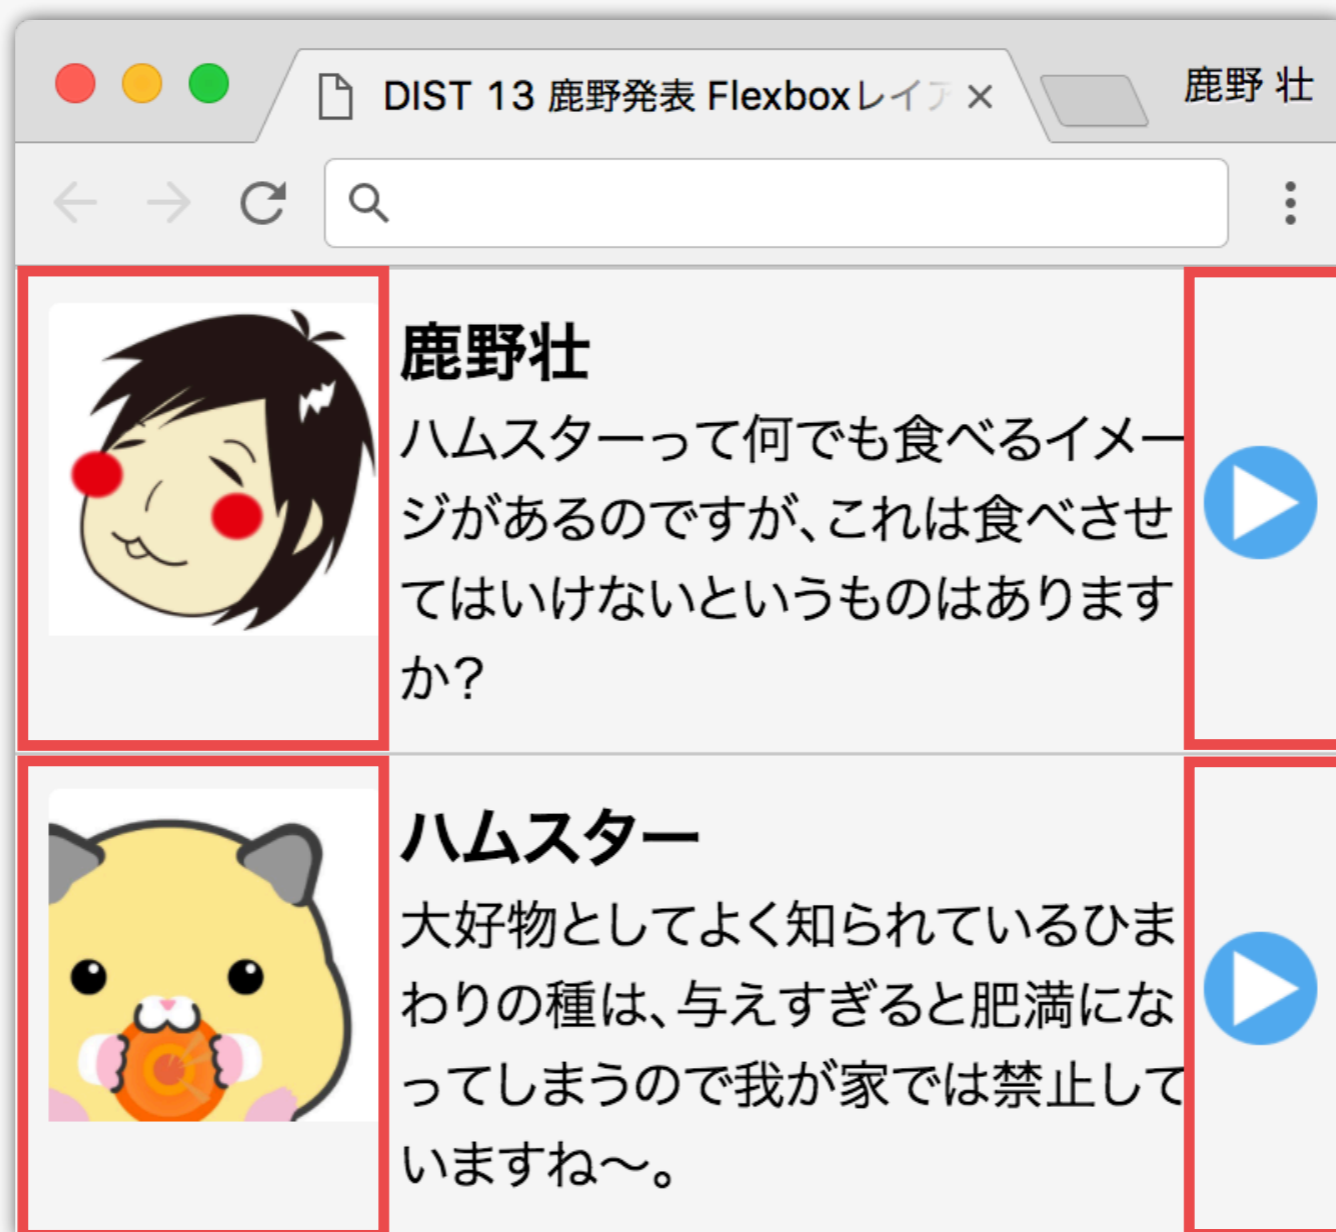 DIST 13 鹿野発表 Flexboxレイア
鹿野 壮
鹿野壮
ハムスターって何でも食べるイメー
ジがあるのですが、これは食べさせ
てはいけないというものはあります
か?
ハムスター
大好物としてよく知られているひま
わりの種は、与えすぎると肥満にな
ってしまうので我が家では禁止して
いますね〜。